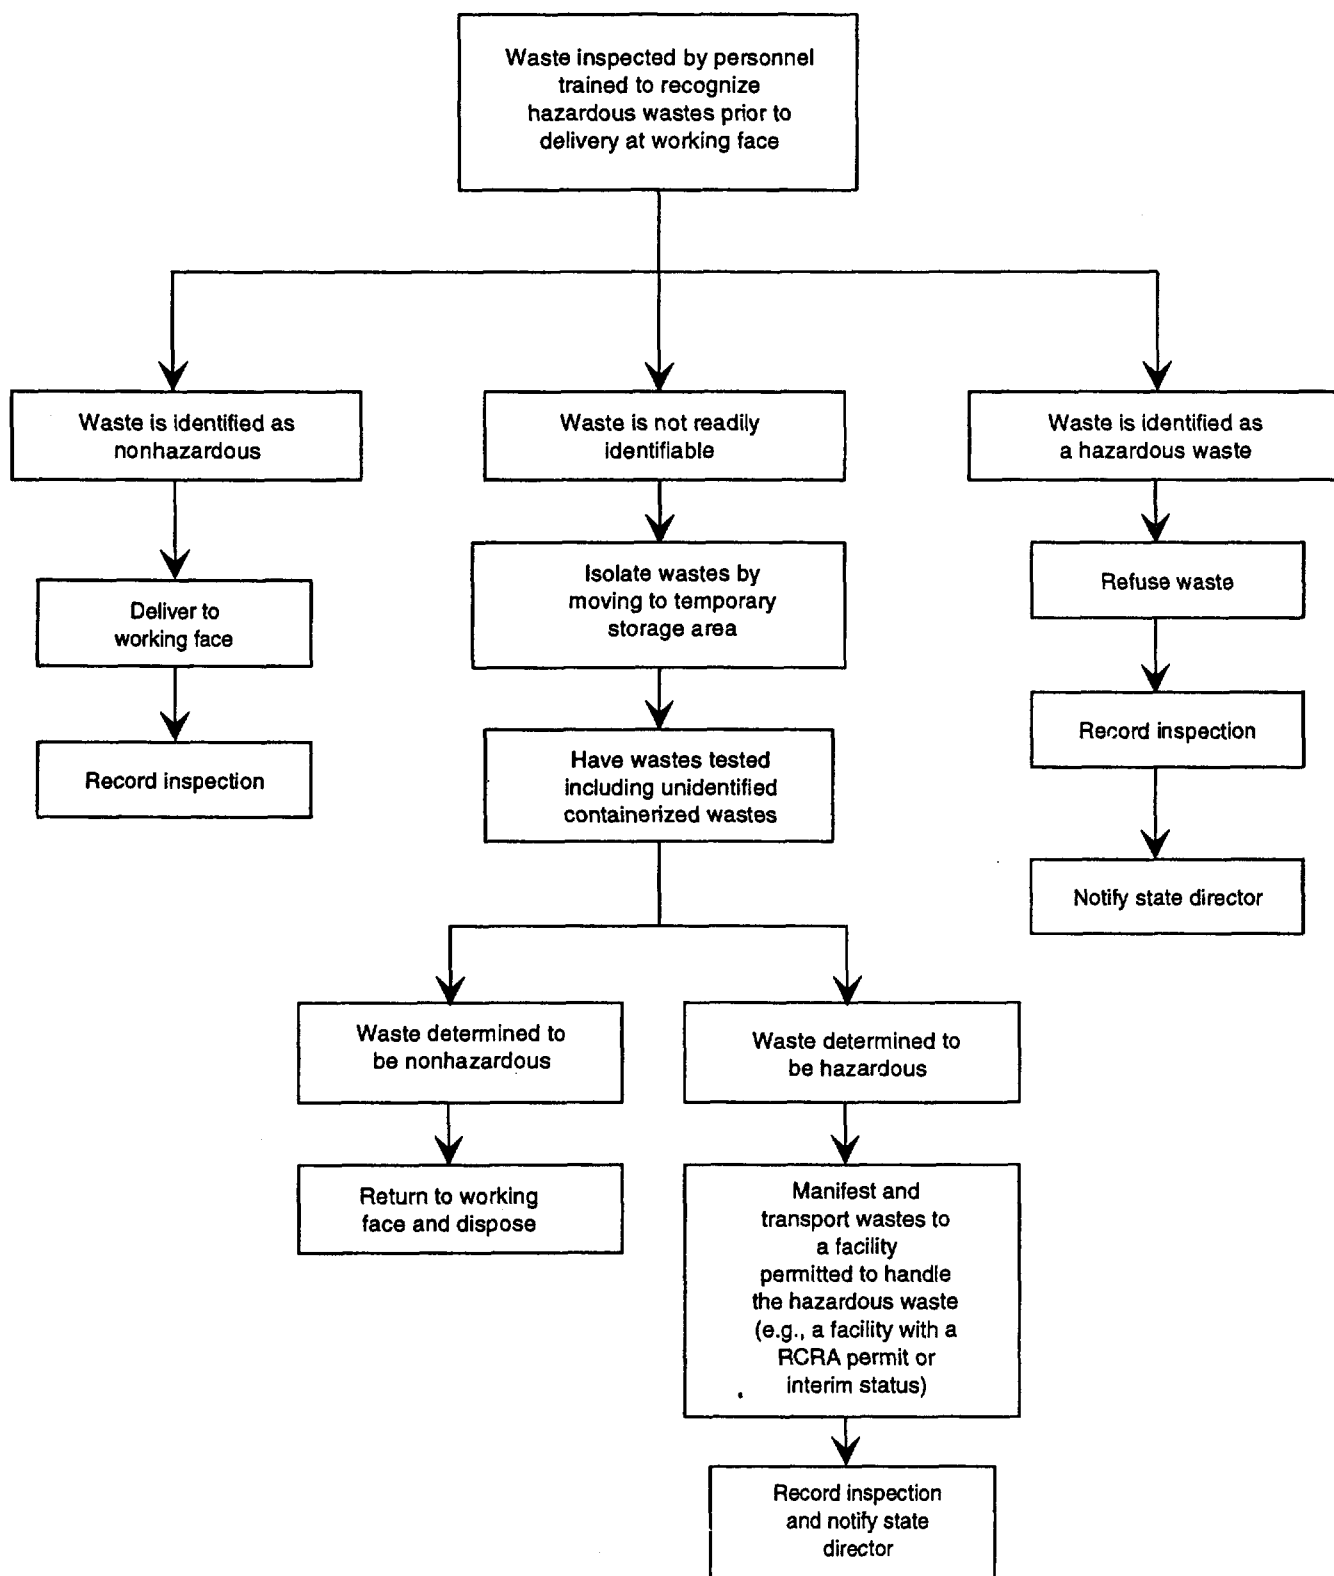 Waste inspected by personnel
trained to recognize
hazardous wastes prior to
delivery at working face
Waste is identified as
nonhazardous
Waste is not readily
identifiable
Waste is identified as
a hazardous waste
Deliver to
working face
Isolate wastes by
moving to temporary
storage area
Refuse waste
Record inspection
Have wastes tested
including unidentified
containerized wastes
Record inspection
Notify state director
Waste determined to
be nonhazardous
Waste determined to
be hazardous
Return to working
face and dispose
Manifest and
transport wastes to
a facility
permitted to handle
the hazardous waste
(e.g., a facility with a
RCRA permit or
interim status)
Record inspection
and notify state
director